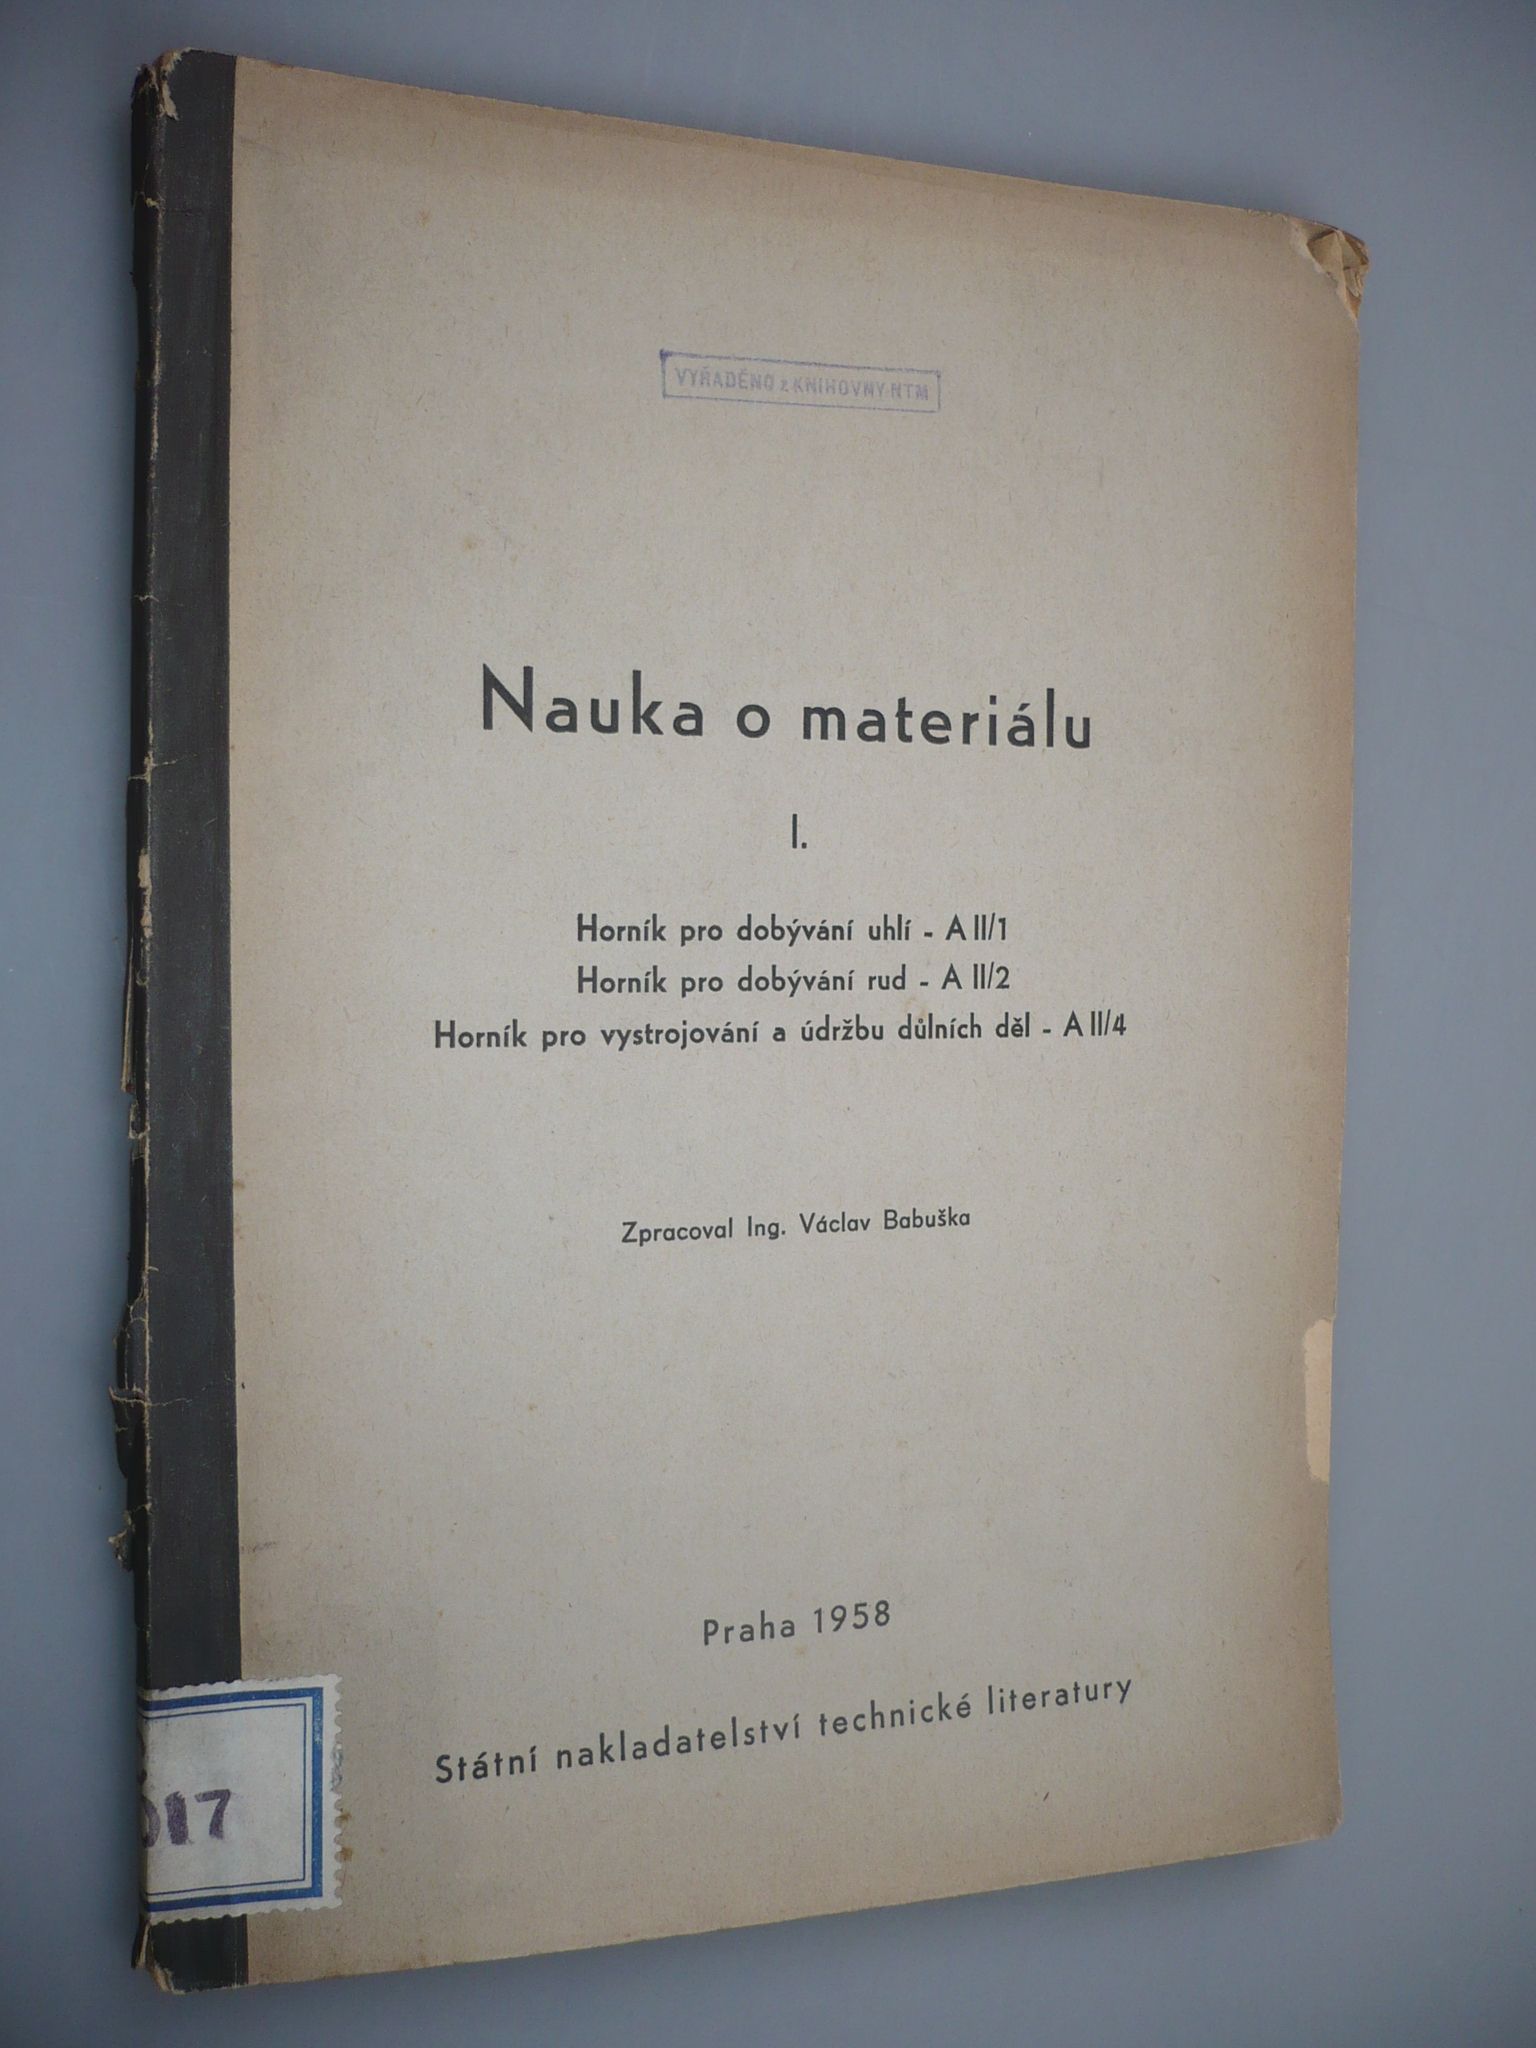 VYŘAZENO z KNIHOVNY NTM
Nauka o materiálu
I.
Horník pro dobývání uhlí - A II/1
Horník pro dobývání rud - A II/2
Horník pro vystrojování a údržbu důlních děl - A II/4
Zpracoval Ing. Václav Babuška
Praha 1958
Státní nakladatelství technické literatury
017